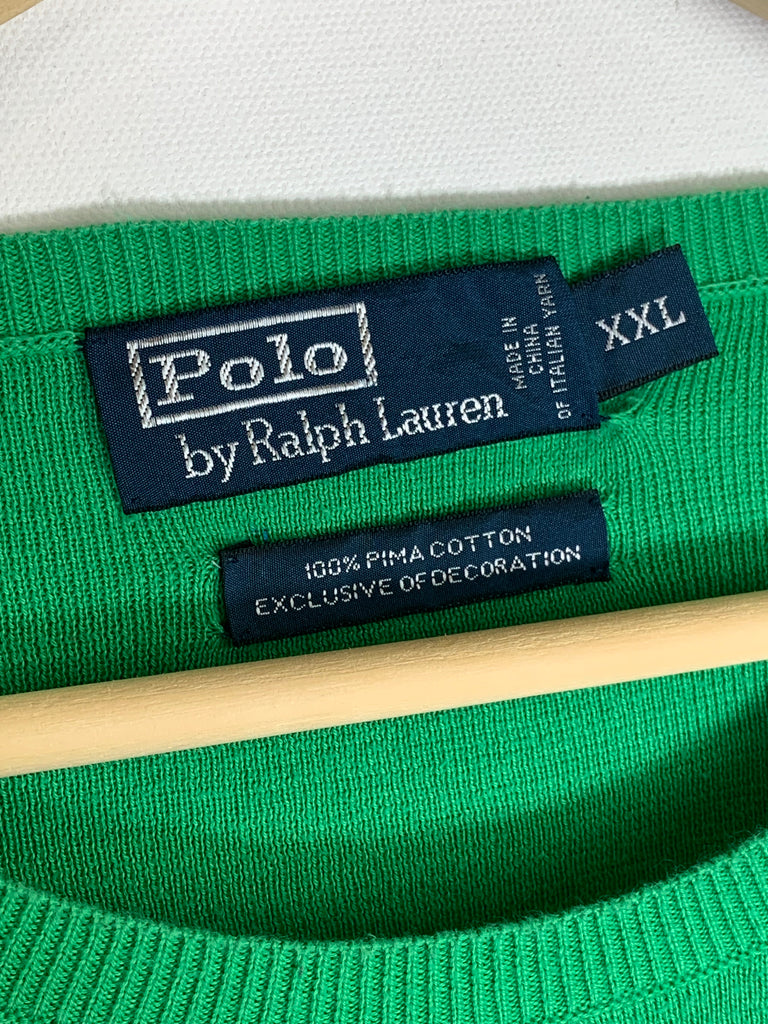 Polo
by Ralph Lauren
MADE IN
CHINA
OF ITALIAN YARN
XXL
100% PIMA COTTON
EXCLUSIVE OF DECORATION